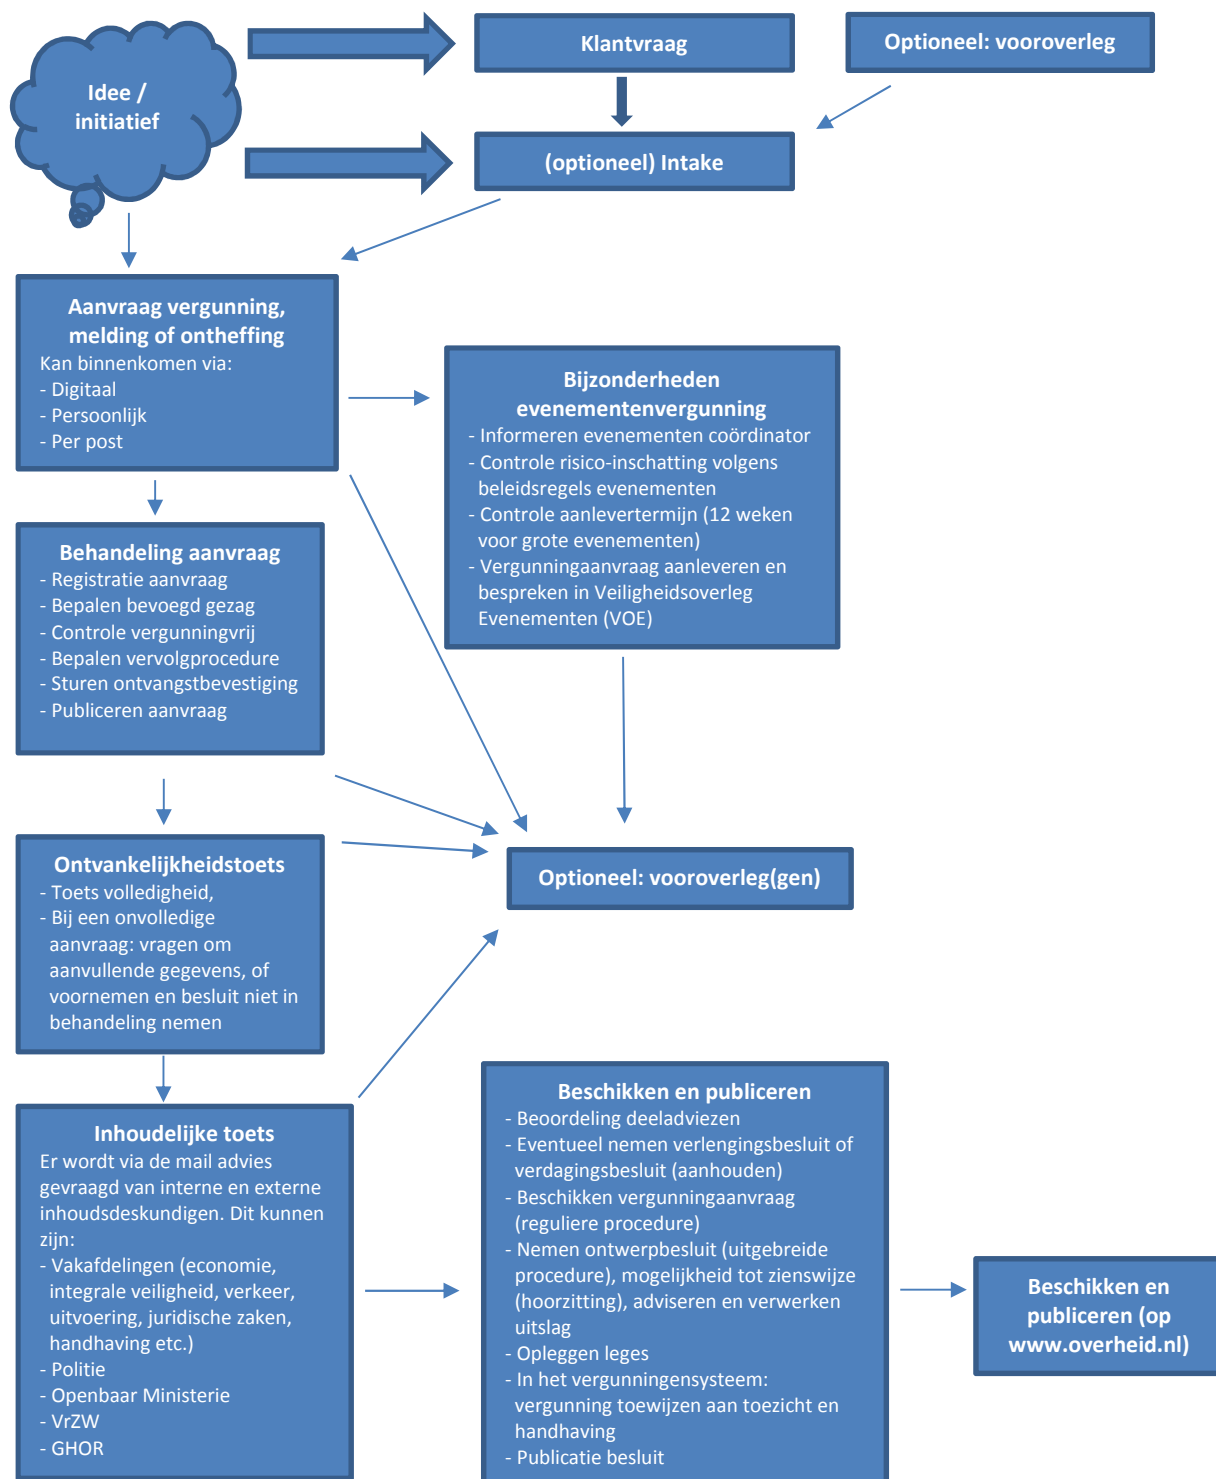 Idee /
initiatief
Klantvraag
Optioneel: vooroverleg
(optioneel) Intake
Aanvraag vergunning,
melding of ontheffing
Kan binnenkomen via:
- Digitaal
- Persoonlijk
- Per post
Bijzonderheden
evenementenvergunning
- Informeren evenementen coördinator
- Controle risico-inschatting volgens
beleidsregels evenementen
- Controle aanlevertermijn (12 weken
voor grote evenementen)
- Vergunningaanvraag aanleveren en
bespreken in Veiligheidsoverleg
Evenementen (VOE)
Behandeling aanvraag
- Registratie aanvraag
- Bepalen bevoegd gezag
- Controle vergunningvrij
- Bepalen vervolgprocedure
- Sturen ontvangstbevestiging
- Publiceren aanvraag
Ontvankelijkheidstoets
- Toets volledigheid,
- Bij een onvolledige
aanvraag: vragen om
aanvullende gegevens, of
voornemen en besluit niet in
behandeling nemen
Optioneel: vooroverleg(gen)
Inhoudelijke toets
Er wordt via de mail advies
gevraagd van interne en externe
inhoudsdeskundigen. Dit kunnen
zijn:
- Vakafdelingen (economie,
integrale veiligheid, verkeer,
uitvoering, juridische zaken,
handhaving etc.)
- Politie
- Openbaar Ministerie
- VrZW
- GHOR
Beschikken en publiceren
- Beoordeling deeladviezen
- Eventueel nemen verlengingsbesluit of
verdagingsbesluit (aanhouden)
- Beschikken vergunningaanvraag
(reguliere procedure)
- Nemen ontwerpbesluit (uitgebreide
procedure), mogelijkheid tot zienswijze
(hoorzitting), adviseren en verwerken
uitslag
- Opleggen leges
- In het vergunningensysteem:
vergunning toewijzen aan toezicht en
handhaving
- Publicatie besluit
Beschikken en
publiceren (op
www.overheid.nl)